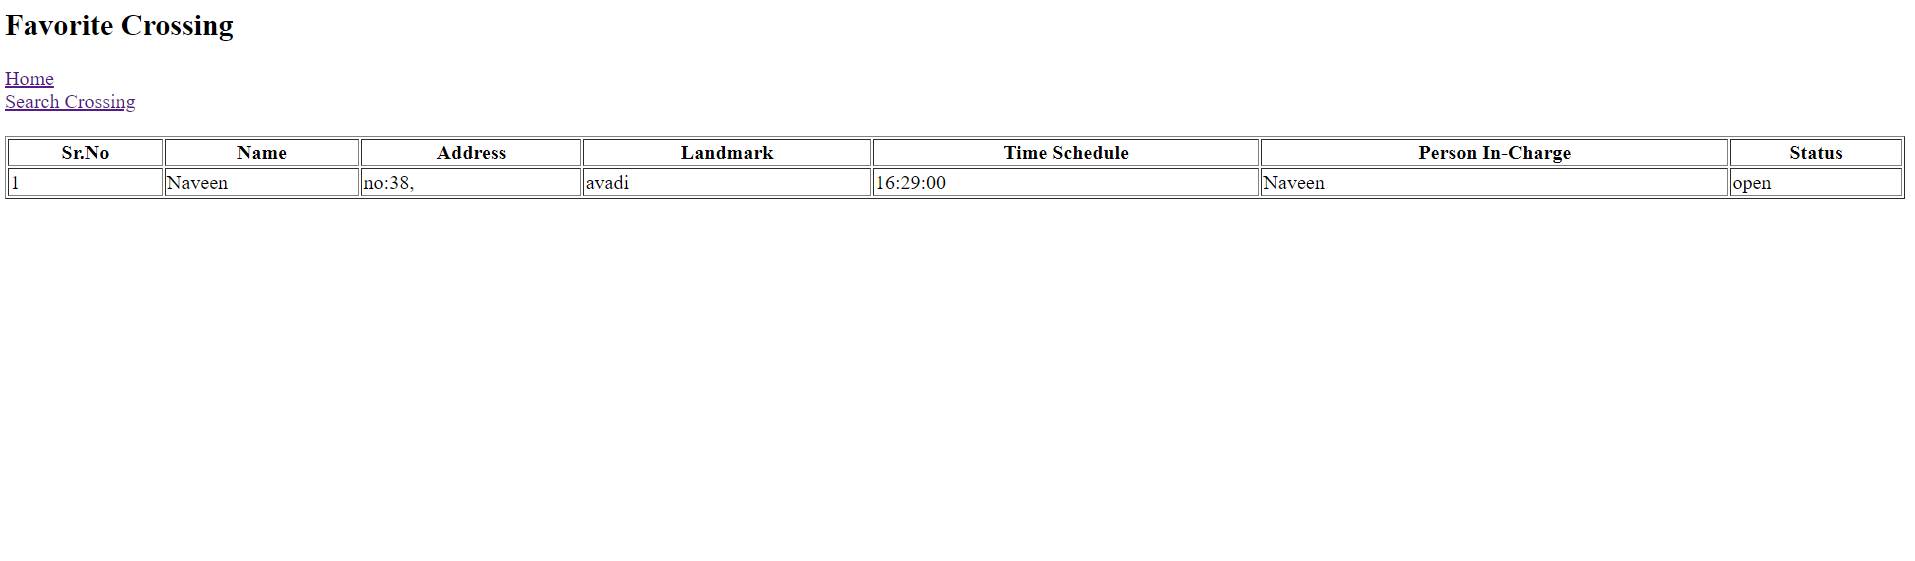 Favorite Crossing
Home
Search Crossing
Sr.No Name Address Landmark Time Schedule Person In-Charge Status
1 Naveen no:38, avadi 16:29:00 Naveen open